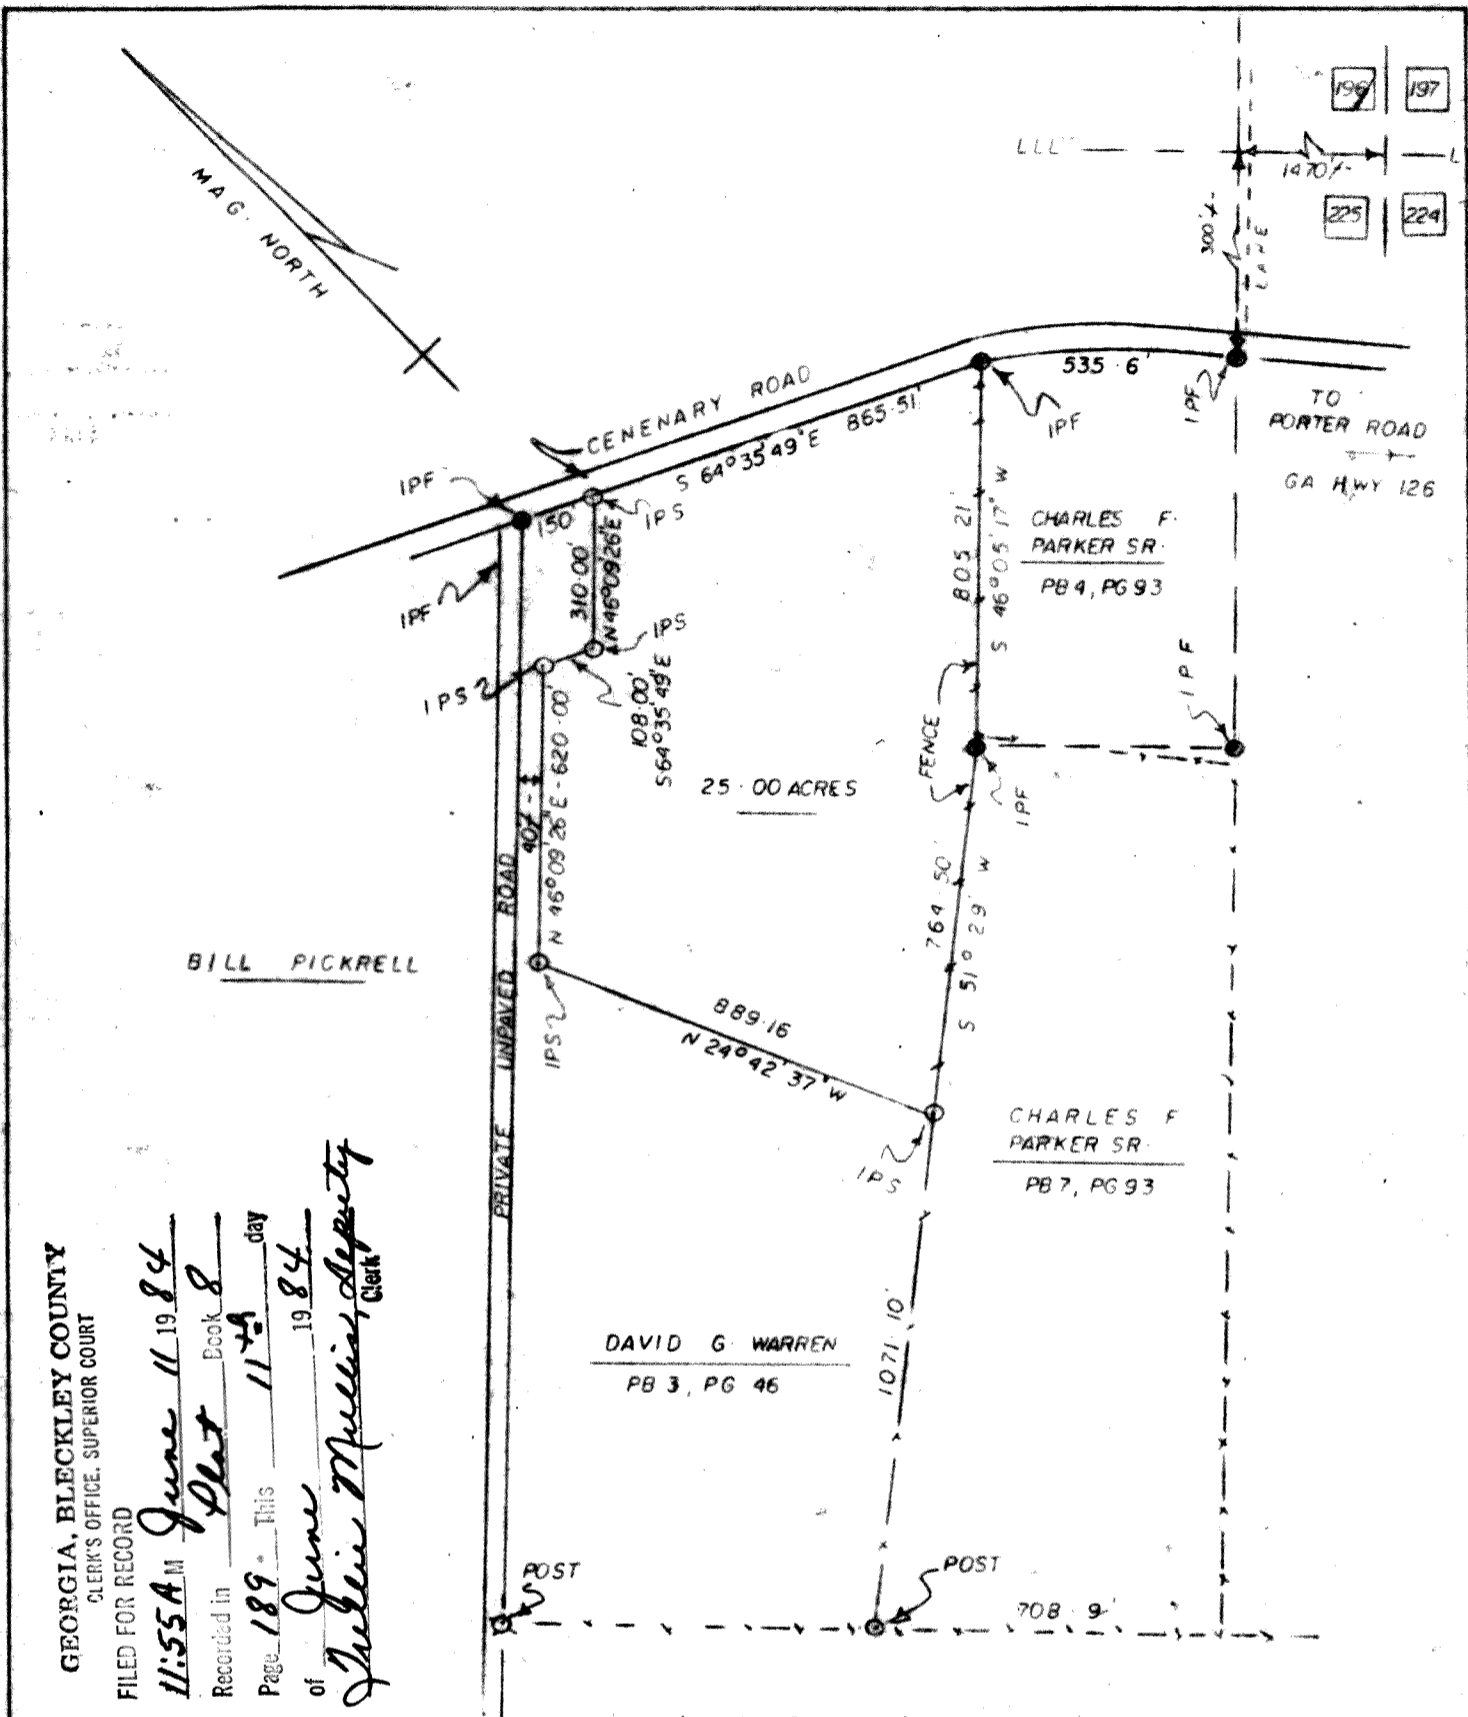 196 197
LLL
L
1470'±
225 224
300'±
LANE
MAG. NORTH
CENENARY ROAD
S 64°35'49"E 865.51'
535.6'
IPF
IPF
TO
PORTER ROAD
GA HWY 126
IPF
150'
IPS
IPF
310.00'
N 46°09'26"E
IPS
IPS
108.00'
S 64°35'49"E
805.21'
S 46°05'17" W
CHARLES F.
PARKER SR.
PB 4, PG 93
IPF
FENCE
IPF
25.00 ACRES
40'±
N 46°09'26"E - 620.00'
764.50'
S 51° 29' W
BILL PICKRELL
PRIVATE UNPAVED ROAD
IPS
889.16
N 24°42'37" W
IPS
CHARLES F
PARKER SR.
PB 7, PG 93
DAVID G. WARREN
PB 3, PG 46
1071.10'
POST
POST
708.9'
GEORGIA, BLECKLEY COUNTY
CLERK'S OFFICE, SUPERIOR COURT
FILED FOR RECORD
11:55 A M June 11 1984
Recorded in Plat Book 8
Page 189. This 11th day
of June 1984
Mullis, Deputy
Clerk